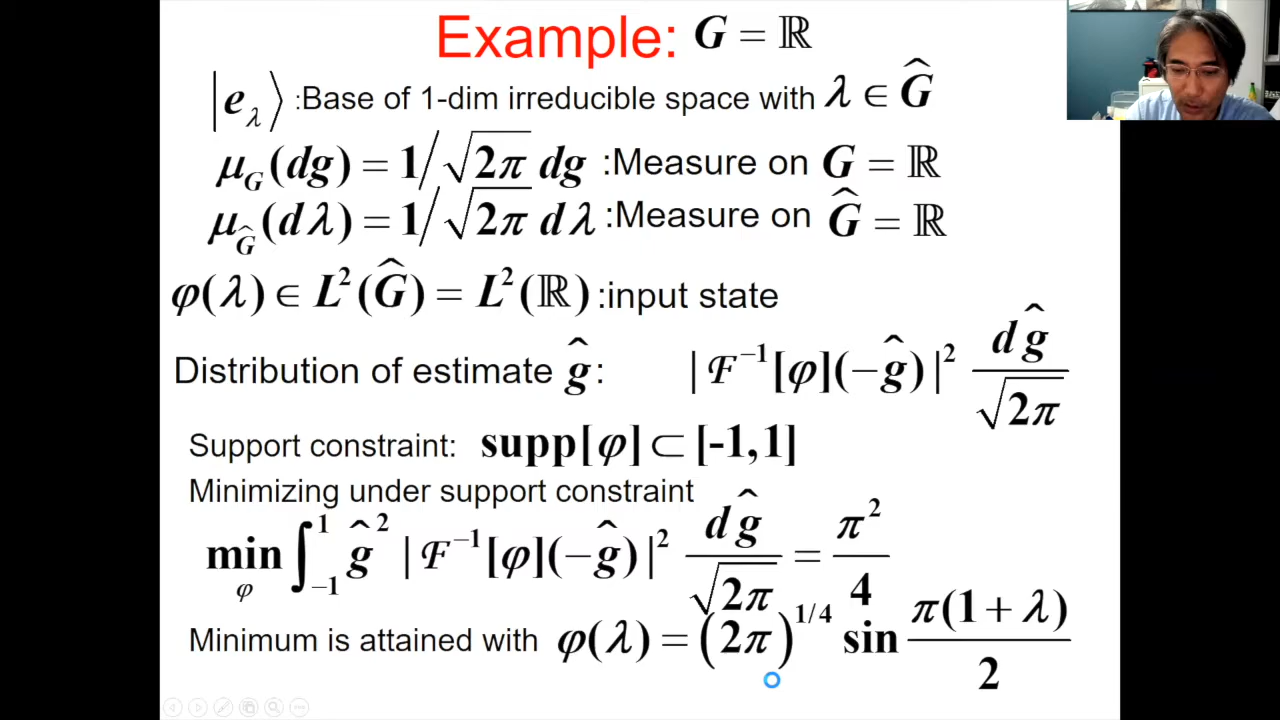 Example: G = ℝ
|e_λ⟩ :Base of 1-dim irreducible space with λ ∈ Ĝ
μ_G(dg) = 1/√2π dg :Measure on G = ℝ
μ_Ĝ(dλ) = 1/√2π dλ :Measure on Ĝ = ℝ
φ(λ) ∈ L²(Ĝ) = L²(ℝ) :input state
Distribution of estimate ĝ: |ℱ⁻¹[φ](−ĝ)|² dĝ/√2π
Support constraint: supp[φ] ⊂ [-1,1]
Minimizing under support constraint
min_φ ∫_{−1}^{1} ĝ² |ℱ⁻¹[φ](−ĝ)|² dĝ/√2π = π²/4
Minimum is attained with φ(λ) = (2π)^{1/4} sin π(1+λ)/2